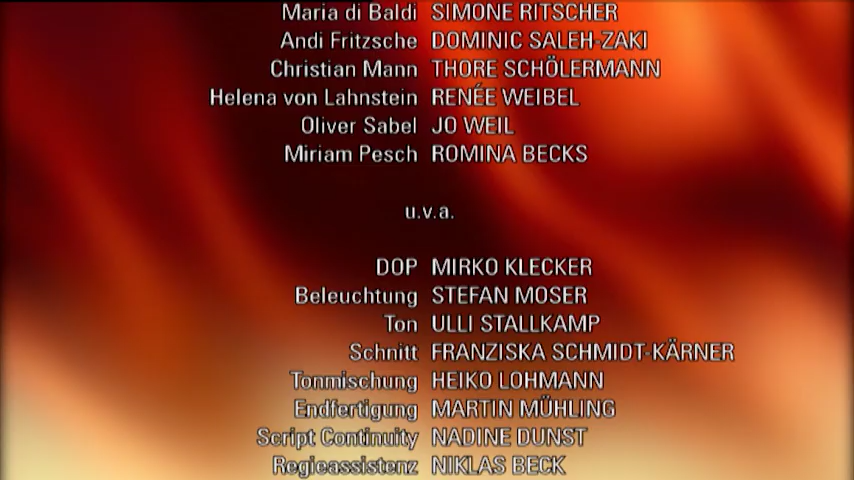 Maria di Baldi SIMONE RITSCHER
Andi Fritzsche DOMINIC SALEH-ZAKI
Christian Mann THORE SCHÖLERMANN
Helena von Lahnstein RENÉE WEIBEL
Oliver Sabel JO WEIL
Miriam Pesch ROMINA BECKS
u.v.a.
DOP MIRKO KLECKER
Beleuchtung STEFAN MOSER
Ton ULLI STALLKAMP
Schnitt FRANZISKA SCHMIDT-KÄRNER
Tonmischung HEIKO LOHMANN
Endfertigung MARTIN MÜHLING
Script Continuity NADINE DUNST
Regieassistenz NIKLAS BECK